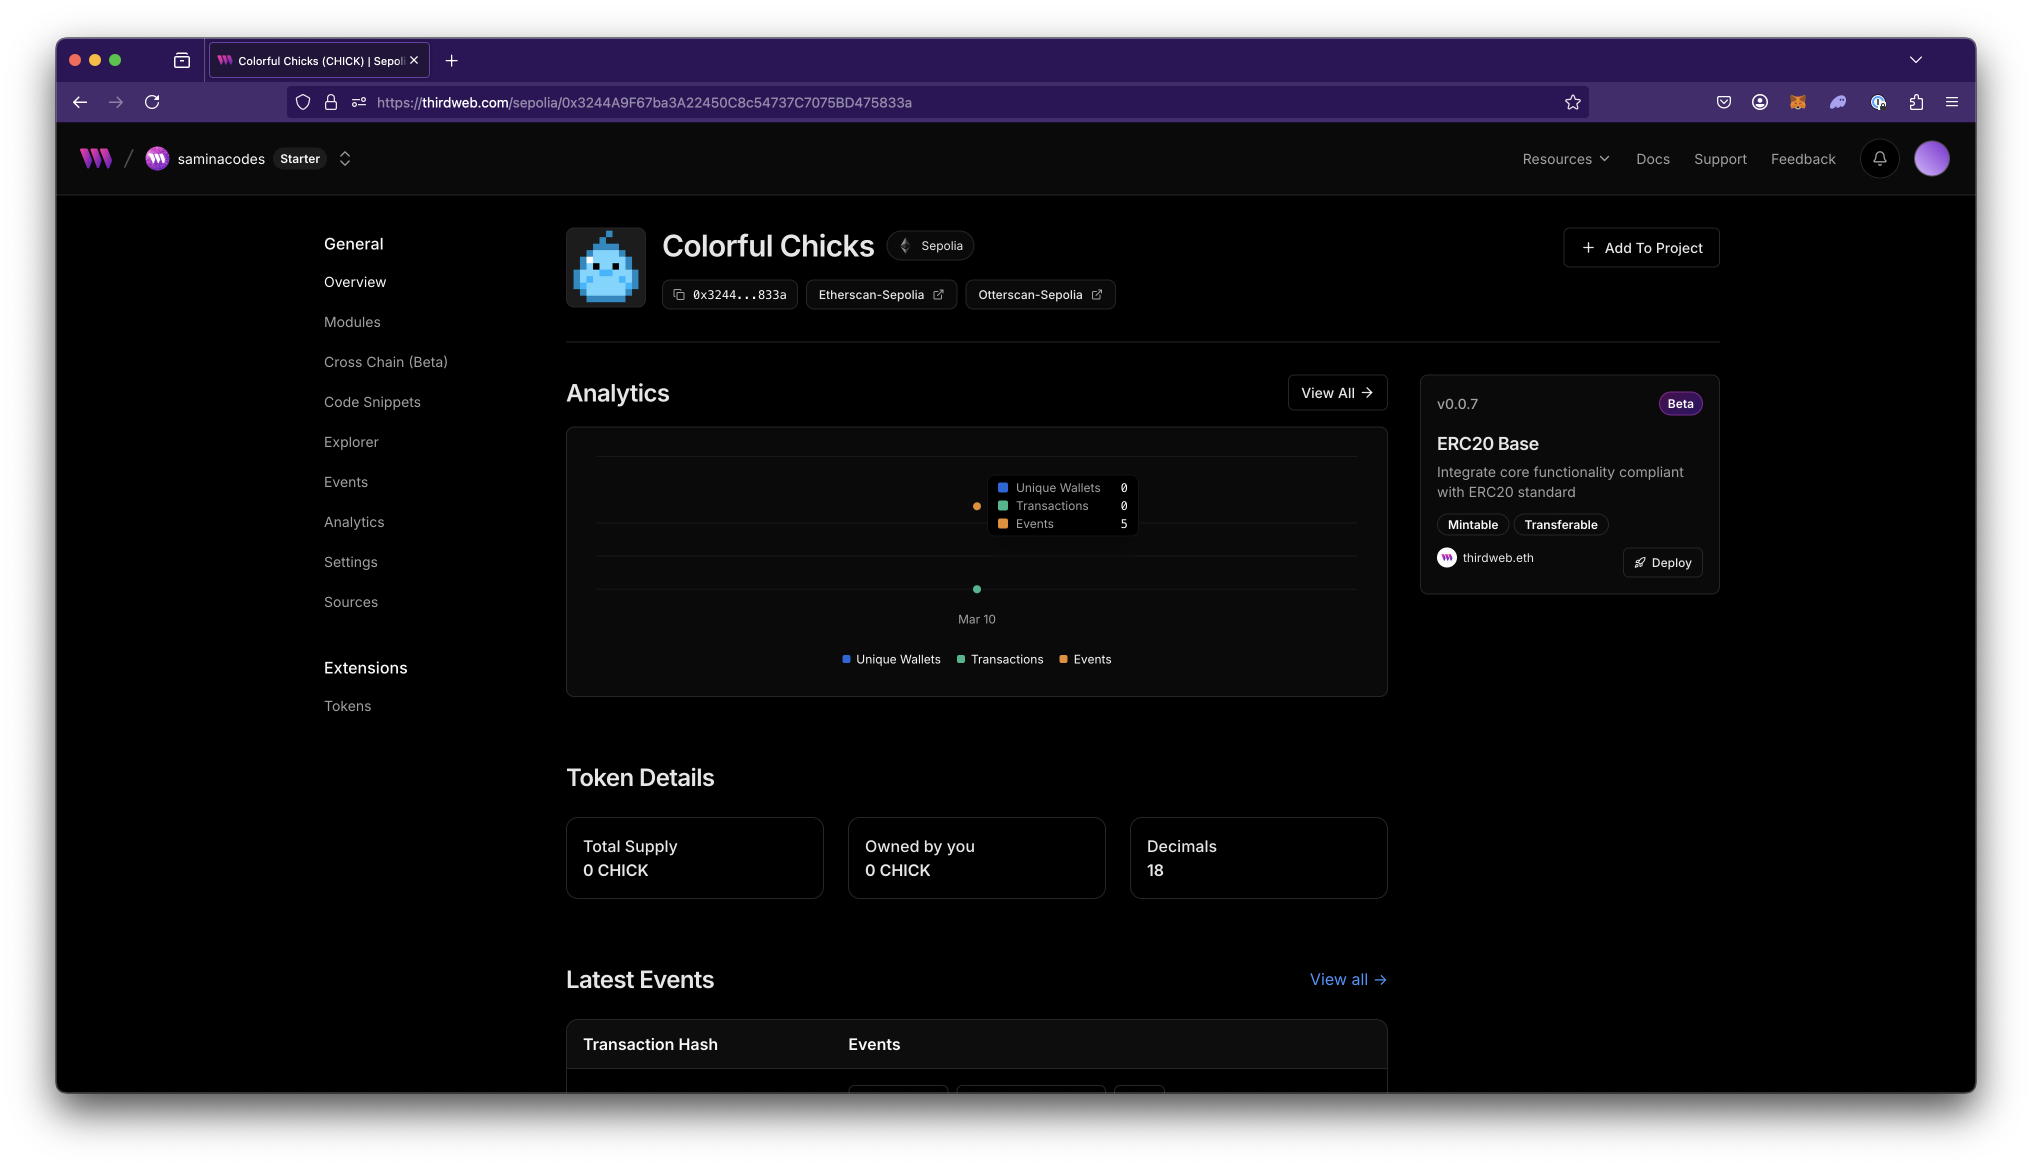 Colorful Chicks (CHICK) | Sepoli
https://thirdweb.com/sepolia/0x3244A9F67ba3A22450C8c54737C7075BD475833a
saminacodes Starter
Resources Docs Support Feedback
General
Overview
Modules
Cross Chain (Beta)
Code Snippets
Explorer
Events
Analytics
Settings
Sources
Extensions
Tokens
Colorful Chicks Sepolia
0x3244...833a Etherscan-Sepolia Otterscan-Sepolia
Add To Project
Analytics
View All
Unique Wallets 0
Transactions 0
Events 5
Mar 10
Unique Wallets Transactions Events
v0.0.7 Beta
ERC20 Base
Integrate core functionality compliant
with ERC20 standard
Mintable Transferable
thirdweb.eth Deploy
Token Details
Total Supply
0 CHICK
Owned by you
0 CHICK
Decimals
18
Latest Events
View all
Transaction Hash Events